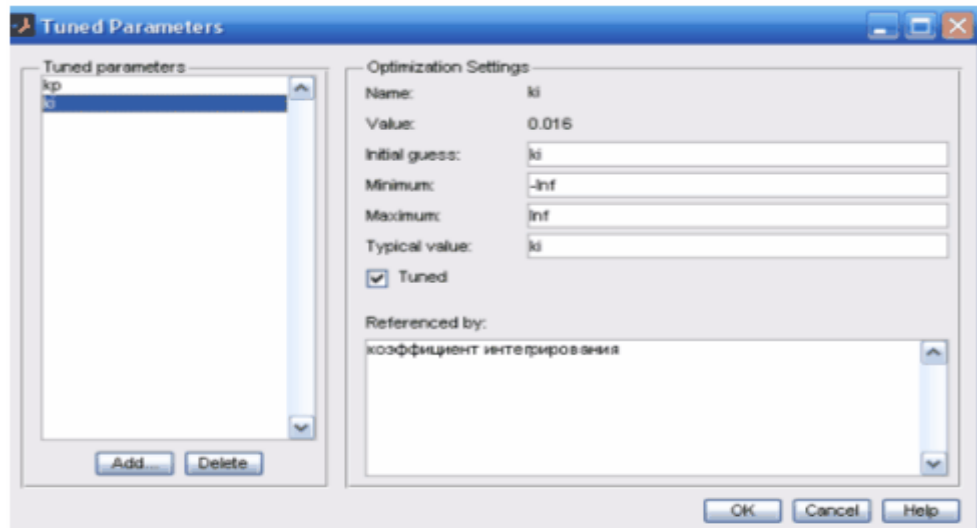 Tuned Parameters
Tuned parameters
kp
ki
Add...
Delete
Optimization Settings
Name: ki
Value: 0.016
Initial guess: ki
Minimum: -Inf
Maximum: Inf
Typical value: ki
Tuned
Referenced by:
коэффициент интегрирования
OK Cancel Help